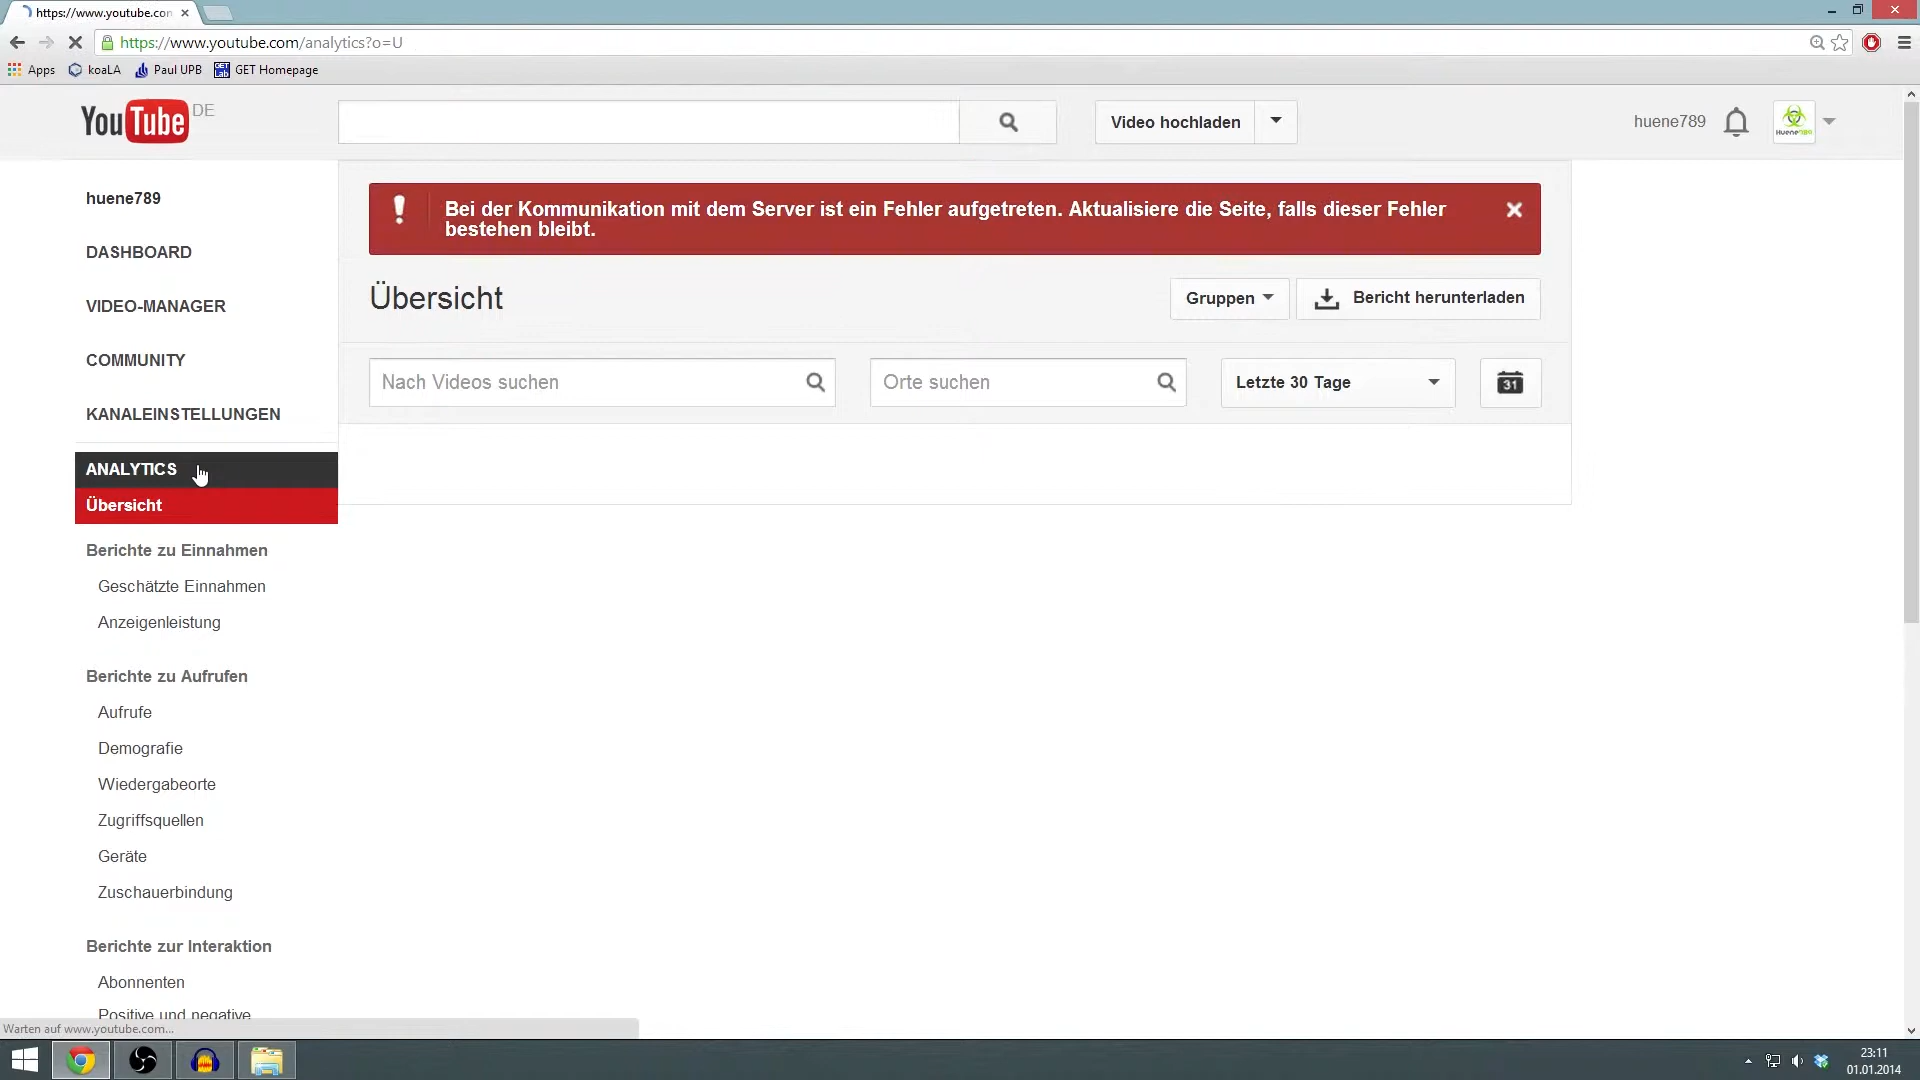 https://www.youtube.com
https://www.youtube.com/analytics?o=U
Apps koaLA Paul UPB GET Homepage
YouTube DE
Video hochladen
huene789
huene789
DASHBOARD
VIDEO-MANAGER
COMMUNITY
KANALEINSTELLUNGEN
ANALYTICS
Übersicht
Berichte zu Einnahmen
Geschätzte Einnahmen
Anzeigenleistung
Berichte zu Aufrufen
Aufrufe
Demografie
Wiedergabeorte
Zugriffsquellen
Geräte
Zuschauerbindung
Berichte zur Interaktion
Abonnenten
Positive und negative
Bei der Kommunikation mit dem Server ist ein Fehler aufgetreten. Aktualisiere die Seite, falls dieser Fehler
bestehen bleibt.
Übersicht
Gruppen
Bericht herunterladen
Nach Videos suchen
Orte suchen
Letzte 30 Tage
31
Warten auf www.youtube.com...
23:11
01.01.2014